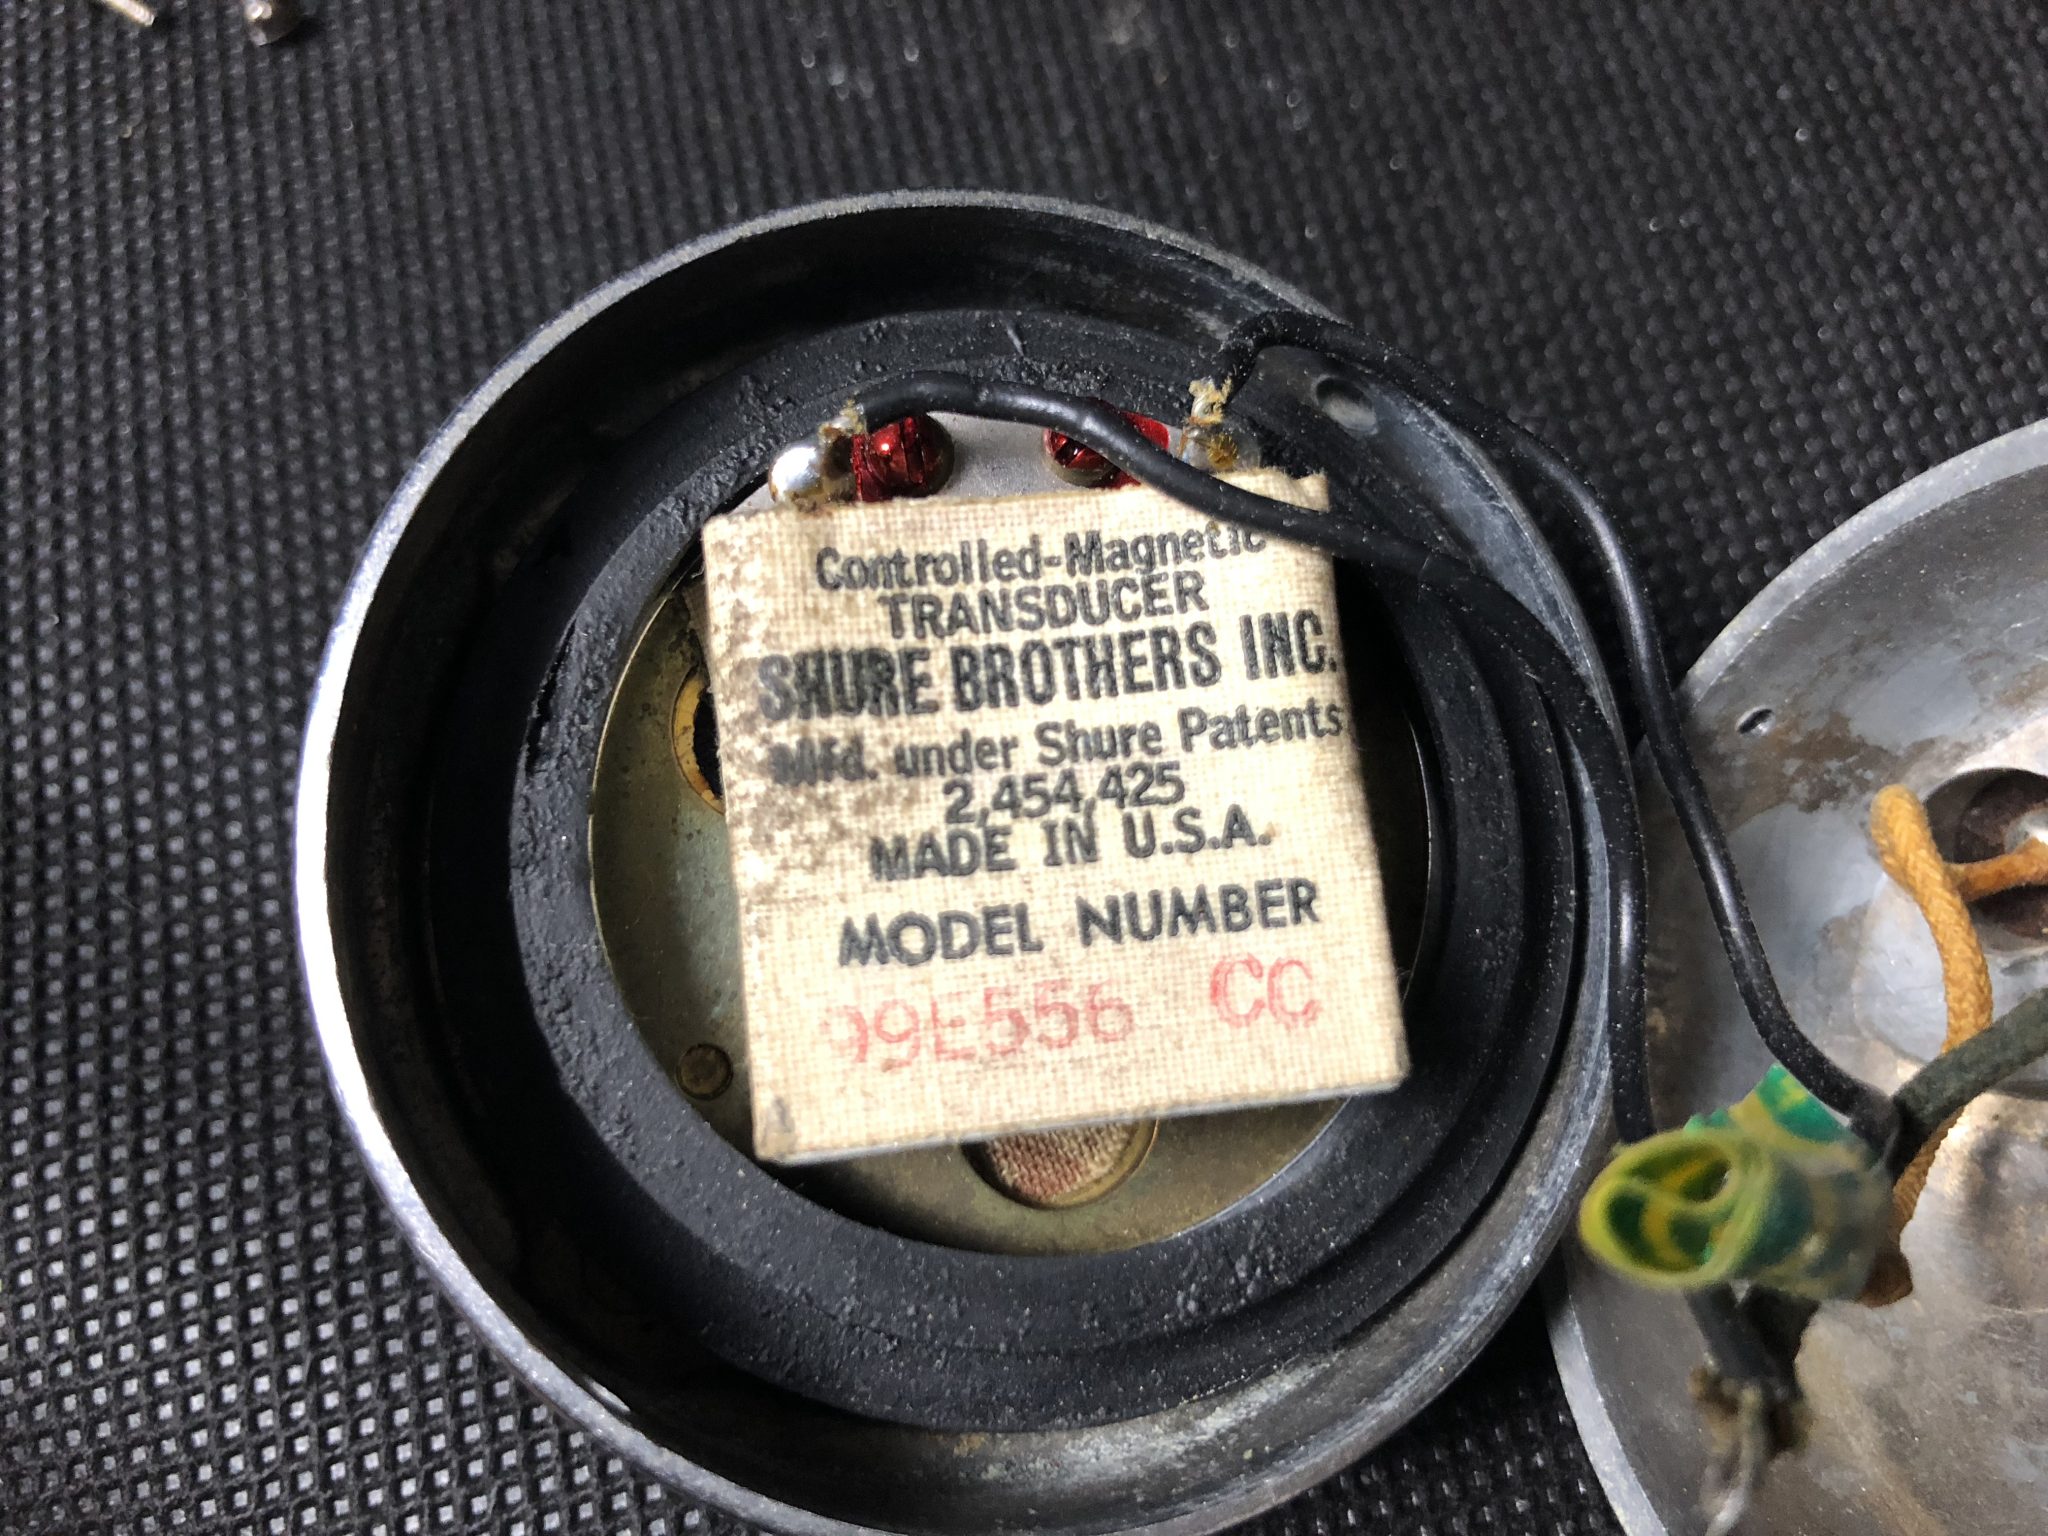 Controlled-Magnetic
TRANSDUCER
SHURE BROTHERS INC.
Mfd. under Shure Patents
2,454,425
MADE IN U.S.A.
MODEL NUMBER
99E556 CC